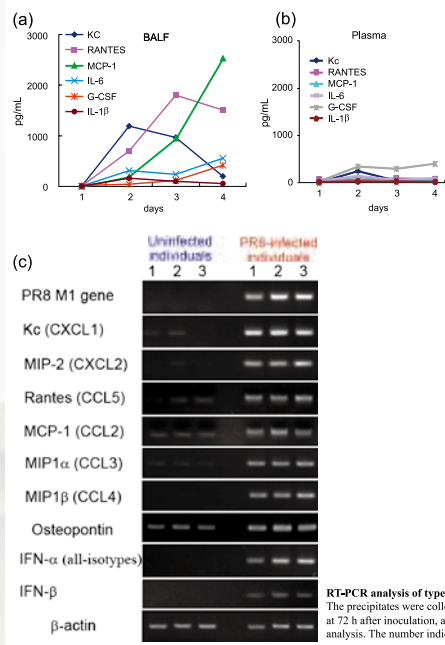 (a)
BALF
KC
RANTES
MCP-1
IL-6
G-CSF
IL-1β
3000
2000
1000
0
pg/mL
1 2 3 4
days
(b)
Plasma
Kc
RANTES
MCP-1
IL-6
G-CSF
IL-1β
3000
2000
1000
0
pg/mL
1 2 3 4
days
(c)
Uninfected individuals
PR8-infected individuals
1 2 3 1 2 3
PR8 M1 gene
Kc (CXCL1)
MIP-2 (CXCL2)
Rantes (CCL5)
MCP-1 (CCL2)
MIP1α (CCL3)
MIP1β (CCL4)
Osteopontin
IFN-α (all-isotypes)
IFN-β
β-actin
RT-PCR analysis of type
The precipitates were colle
at 72 h after inoculation, a
analysis. The number indi